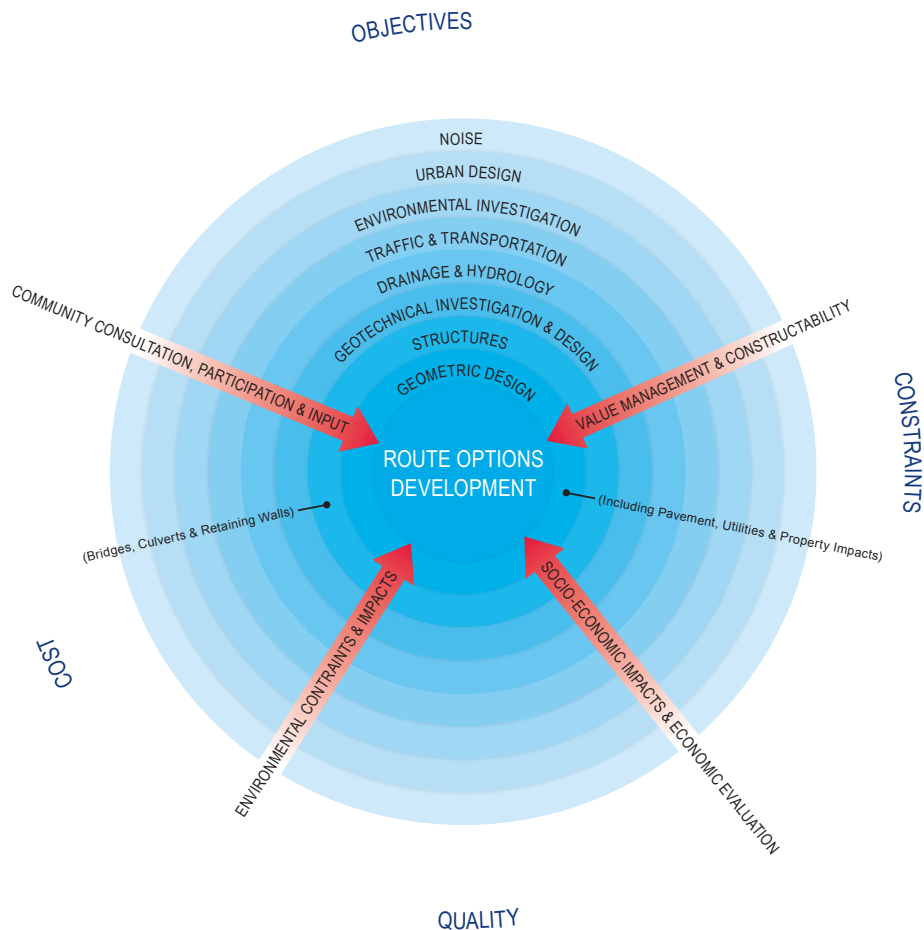 OBJECTIVES
NOISE
URBAN DESIGN
ENVIRONMENTAL INVESTIGATION
TRAFFIC & TRANSPORTATION
DRAINAGE & HYDROLOGY
GEOTECHNICAL INVESTIGATION & DESIGN
STRUCTURES
GEOMETRIC DESIGN
COMMUNITY CONSULTATION, PARTICIPATION & INPUT
VALUE MANAGEMENT & CONSTRUCTABILITY
CONSTRAINTS
ROUTE OPTIONS
DEVELOPMENT
(Bridges, Culverts & Retaining Walls)
(Including Pavement, Utilities & Property Impacts)
COST
ENVIRONMENTAL CONTRAINTS & IMPACTS
SOCIO-ECONOMIC IMPACTS & ECONOMIC EVALUATION
QUALITY